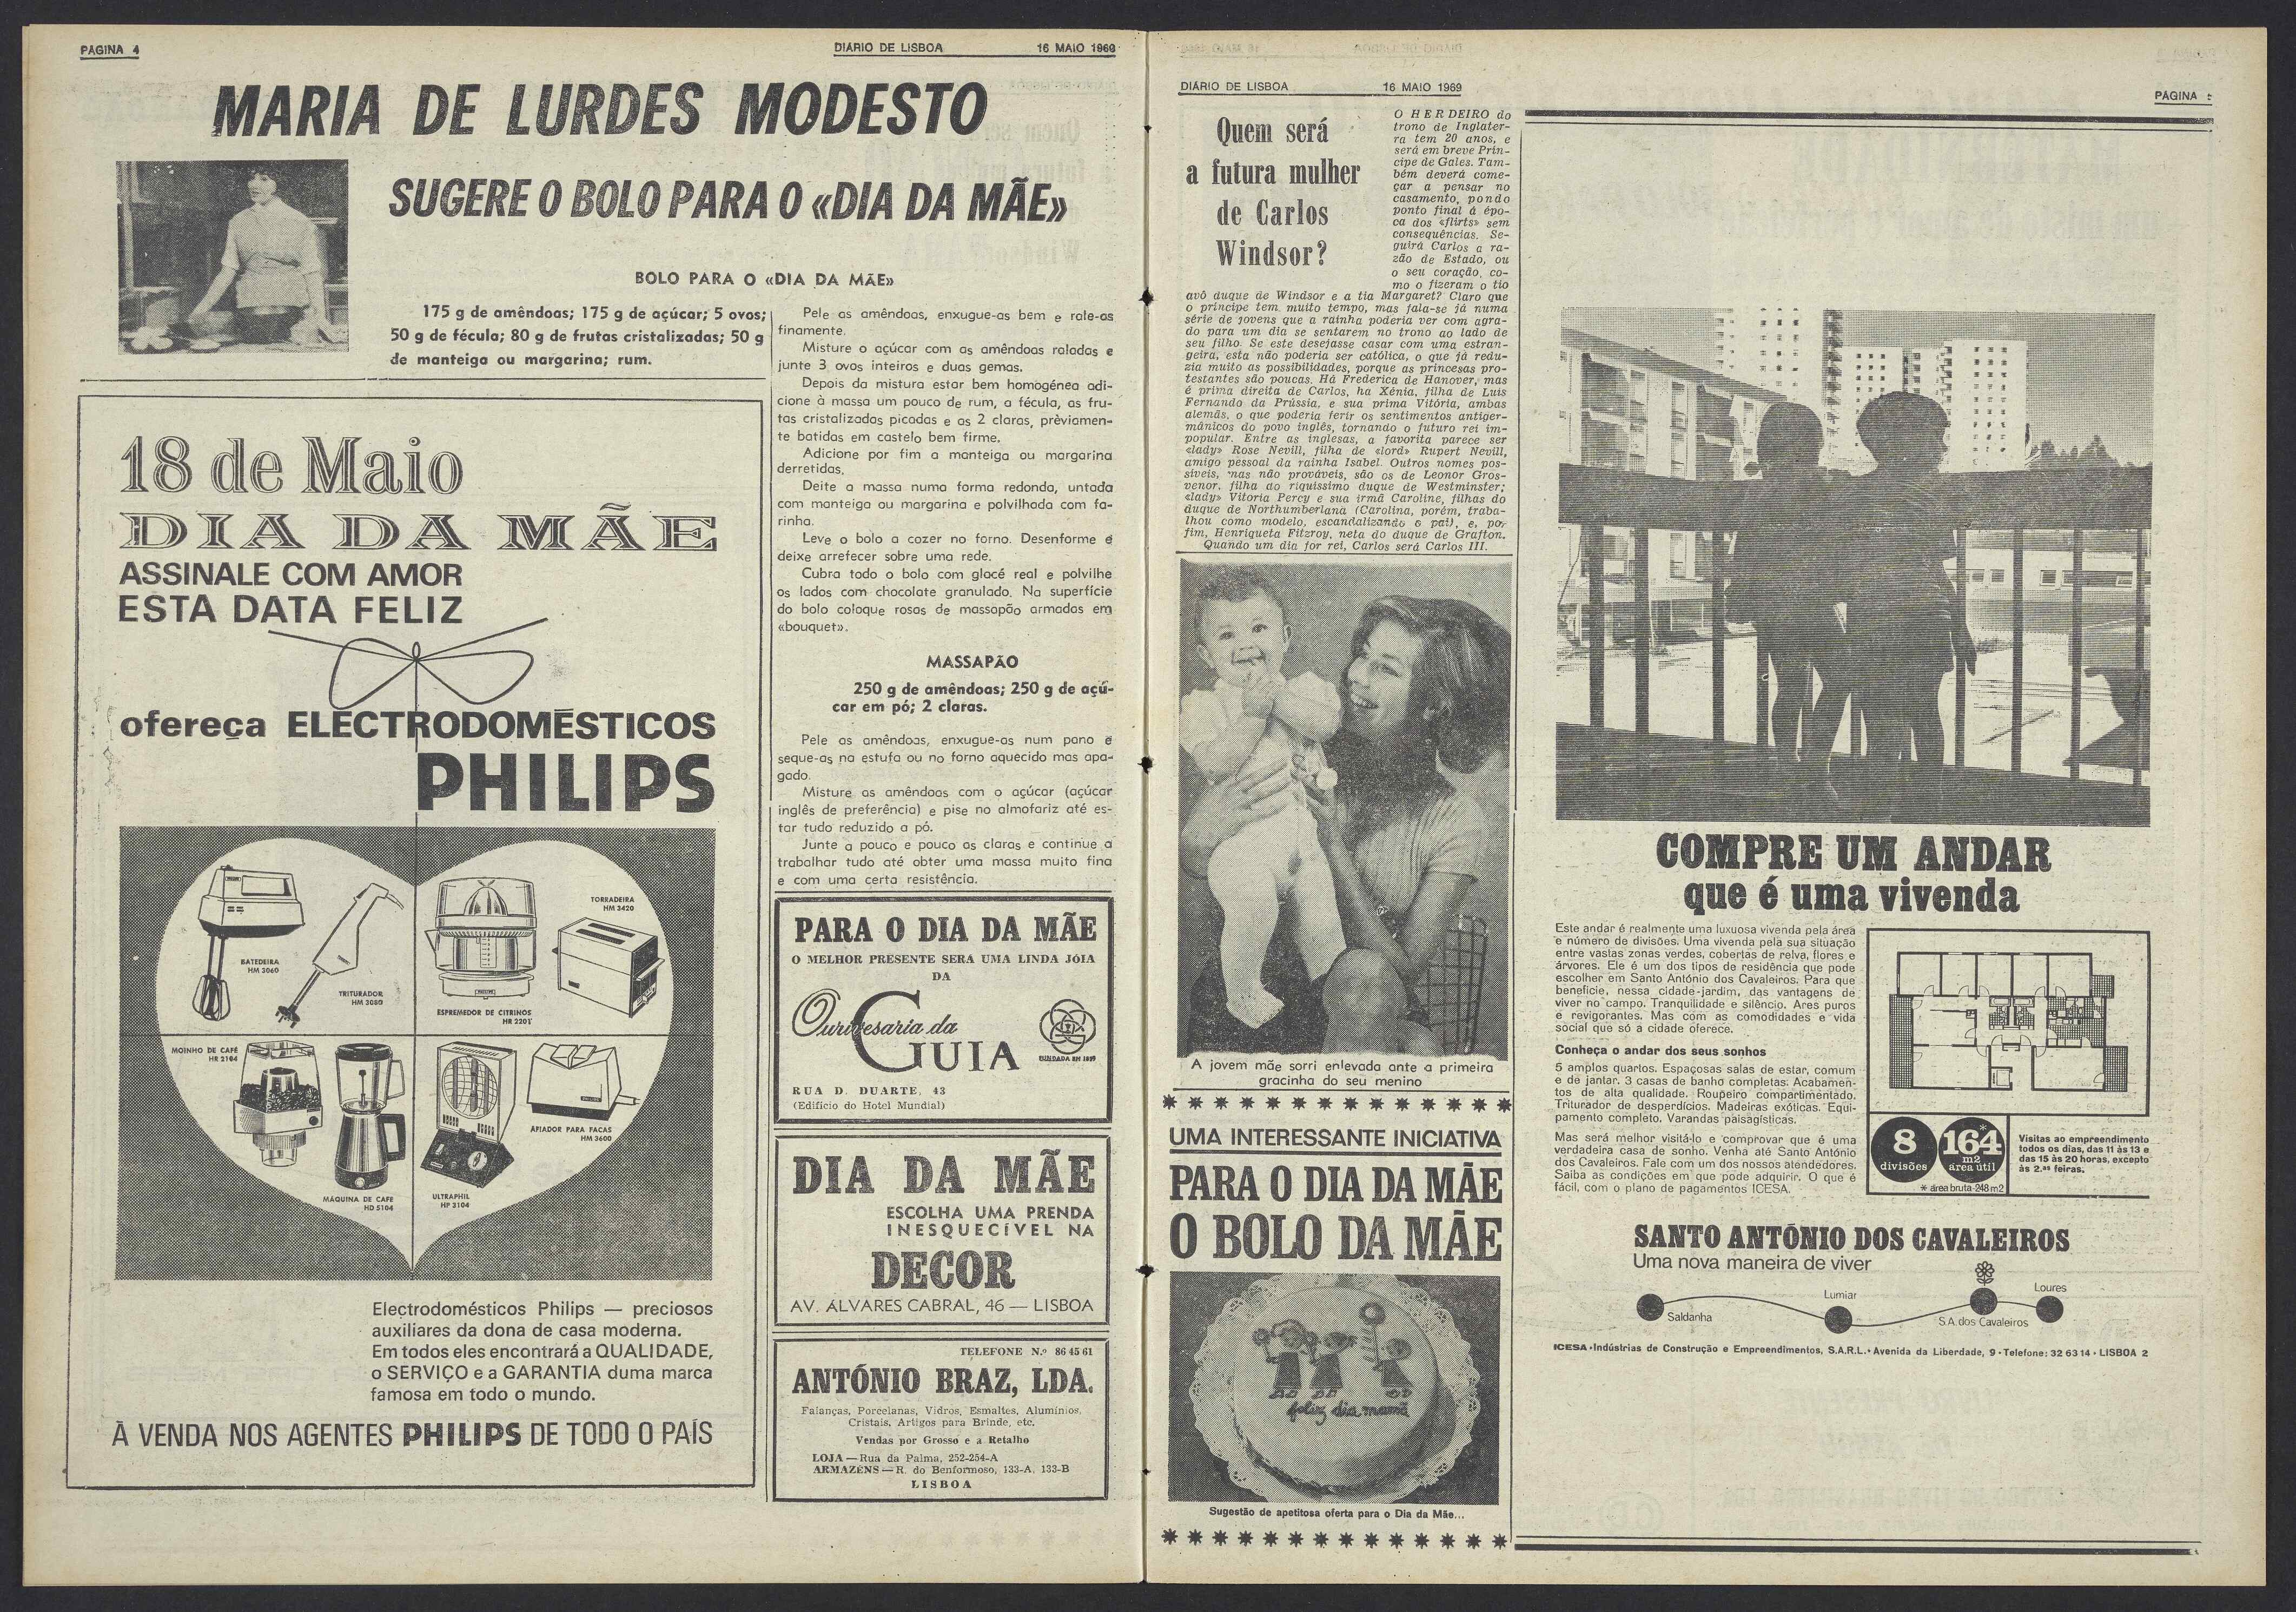 PÁGINA 4
DIÁRIO DE LISBOA
16 MAIO 1969
MARIA DE LURDES MODESTO
SUGERE O BOLO PARA O «DIA DA MÃE»
BOLO PARA O «DIA DA MÃE»
175 g de amêndoas; 175 g de açúcar; 5 ovos;
50 g de fécula; 80 g de frutas cristalizadas; 50 g
de manteiga ou margarina; rum.
Pele as amêndoas, enxugue-as bem e rale-as
finamente.
Misture o açúcar com as amêndoas raladas e
junte 3 ovos inteiros e duas gemas.
Depois da mistura estar bem homogénea adi-
cione à massa um pouco de rum, a fécula, as fru-
tas cristalizadas picadas e as 2 claras, prèviamen-
te batidas em castelo bem firme.
Adicione por fim a manteiga ou margarina
derretidas.
Deite a massa numa forma redonda, untada
com manteiga ou margarina e polvilhada com fa-
rinha.
Leve o bolo a cozer no forno. Desenforme e
deixe arrefecer sobre uma rede.
Cubra todo o bolo com glacé real e polvilhe
os lados com chocolate granulado. Na superfície
do bolo coloque rosas de massapão armadas em
«bouquet».
MASSAPÃO
250 g de amêndoas; 250 g de açú-
car em pó; 2 claras.
Pele as amêndoas, enxugue-as num pano e
seque-as na estufa ou no forno aquecido mas apa-
gado.
Misture as amêndoas com o açúcar (açúcar
inglês de preferência) e pise no almofariz até es-
tar tudo reduzido a pó.
Junte a pouco e pouco as claras e continue a
trabalhar tudo até obter uma massa muito fina
e com uma certa resistência.
18 de Maio
DIA DA MÃE
ASSINALE COM AMOR
ESTA DATA FELIZ
ofereça ELECTRODOMÉSTICOS
PHILIPS
BATEDEIRA
HM 3060
TRITURADOR
HM 3080
ESPREMEDOR DE CITRINOS
HR 2201
TORRADEIRA
HM 3420
MOINHO DE CAFÉ
HR 2104
MÁQUINA DE CAFE
HD 5104
ULTRAPHIL
HP 3104
AFIADOR PARA FACAS
HM 3600
Electrodomésticos Philips — preciosos
auxiliares da dona de casa moderna.
Em todos eles encontrará a QUALIDADE,
o SERVIÇO e a GARANTIA duma marca
famosa em todo o mundo.
À VENDA NOS AGENTES PHILIPS DE TODO O PAÍS
PARA O DIA DA MÃE
O MELHOR PRESENTE SERA UMA LINDA JÓIA
DA
Ourivesaria da
GUIA
FUNDADA EM 1899
RUA D. DUARTE, 43
(Edifício do Hotel Mundial)
DIA DA MÃE
ESCOLHA UMA PRENDA
INESQUECÍVEL NA
DECOR
AV. ÁLVARES CABRAL, 46 — LISBOA
TELEFONE N.º 86 45 61
ANTÓNIO BRAZ, LDA.
Faianças, Porcelanas, Vidros, Esmaltes, Alumínios,
Cristais, Artigos para Brinde, etc.
Vendas por Grosso e a Retalho
LOJA — Rua da Palma, 252-254-A
ARMAZÉNS — R. do Benformoso, 133-A, 133-B
LISBOA
DIÁRIO DE LISBOA
16 MAIO 1969
PÁGINA
Quem será
a futura mulher
de Carlos
Windsor?
O HERDEIRO do
trono de Inglater-
ra tem 20 anos, e
será em breve Prín-
cipe de Gales. Tam-
bém deverá come-
çar a pensar no
casamento, pondo
ponto final à épo-
ca dos «flirts» sem
consequências. Se-
guirá Carlos a ra-
zão de Estado, ou
o seu coração, co-
mo o fizeram o tio
avô duque de Windsor e a tia Margaret? Claro que
o príncipe tem muito tempo, mas fala-se já numa
série de jovens que a rainha poderia ver com agra-
do para um dia se sentarem no trono ao lado de
seu filho. Se este desejasse casar com uma estran-
geira, esta não poderia ser católica, o que já redu-
zia muito as possibilidades, porque as princesas pro-
testantes são poucas. Há Frederica de Hanover, mas
é prima direita de Carlos, ha Xénia, filha de Luís
Fernando da Prússia, e sua prima Vitória, ambas
alemãs, o que poderia ferir os sentimentos antiger-
mânicos do povo inglês, tornando o futuro rei im-
popular. Entre as inglesas, a favorita parece ser
«lady» Rose Nevill, filha de «lord» Rupert Nevill,
amigo pessoal da rainha Isabel. Outros nomes pos-
síveis, mas não prováveis, são os de Leonor Gros-
venor, filha do riquíssimo duque de Westminster;
«lady» Vitoria Percy e sua irmã Caroline, filhas do
duque de Northumberland (Carolina, porém, traba-
lhou como modelo, escandalizando o pai), e, por
fim, Henriqueta Fitzroy, neta do duque de Grafton.
Quando um dia for rei, Carlos será Carlos III.
A jovem mãe sorri enlevada ante a primeira
gracinha do seu menino
UMA INTERESSANTE INICIATIVA
PARA O DIA DA MÃE
O BOLO DA MÃE
feliz dia mamã
Sugestão de apetitosa oferta para o Dia da Mãe...
COMPRE UM ANDAR
que é uma vivenda
Este andar é realmente uma luxuosa vivenda pela área
e número de divisões. Uma vivenda pela sua situação
entre vastas zonas verdes, cobertas de relva, flores e
árvores. Ele é um dos tipos de residência que pode
escolher em Santo António dos Cavaleiros. Para que
beneficie, nessa cidade-jardim, das vantagens de
viver no campo. Tranquilidade e silêncio. Ares puros
e revigorantes. Mas com as comodidades e vida
social que só a cidade oferece.
Conheça o andar dos seus sonhos
5 amplos quartos. Espaçosas salas de estar, comum
e de jantar. 3 casas de banho completas. Acabamen-
tos de alta qualidade. Roupeiro compartimentado.
Triturador de desperdícios. Madeiras exóticas. Equi-
pamento completo. Varandas paisagísticas.
Mas será melhor visitá-lo e comprovar que é uma
verdadeira casa de sonho. Venha até Santo António
dos Cavaleiros. Fale com um dos nossos atendedores.
Saiba as condições em que pode adquirir. O que é
fácil, com o plano de pagamentos ICESA.
8
divisões
164*
m2
área útil
* área bruta-248 m2
Visitas ao empreendimento
todos os dias, das 11 às 13 e
das 15 às 20 horas, excepto
às 2.as feiras.
SANTO ANTÓNIO DOS CAVALEIROS
Uma nova maneira de viver
Saldanha
Lumiar
S.A. dos Cavaleiros
Loures
ICESA • Indústrias de Construção e Empreendimentos, S.A.R.L. • Avenida da Liberdade, 9 • Telefone: 32 63 14 • LISBOA 2